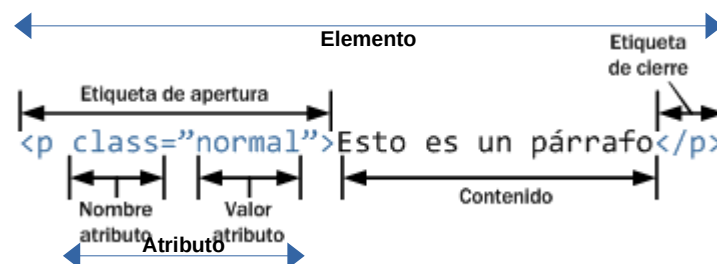 Elemento
Etiqueta
de cierre
Etiqueta de apertura
<p class=”normal”>Esto es un párrafo</p>
Nombre
atributo
Valor
atributo
Contenido
Atributo